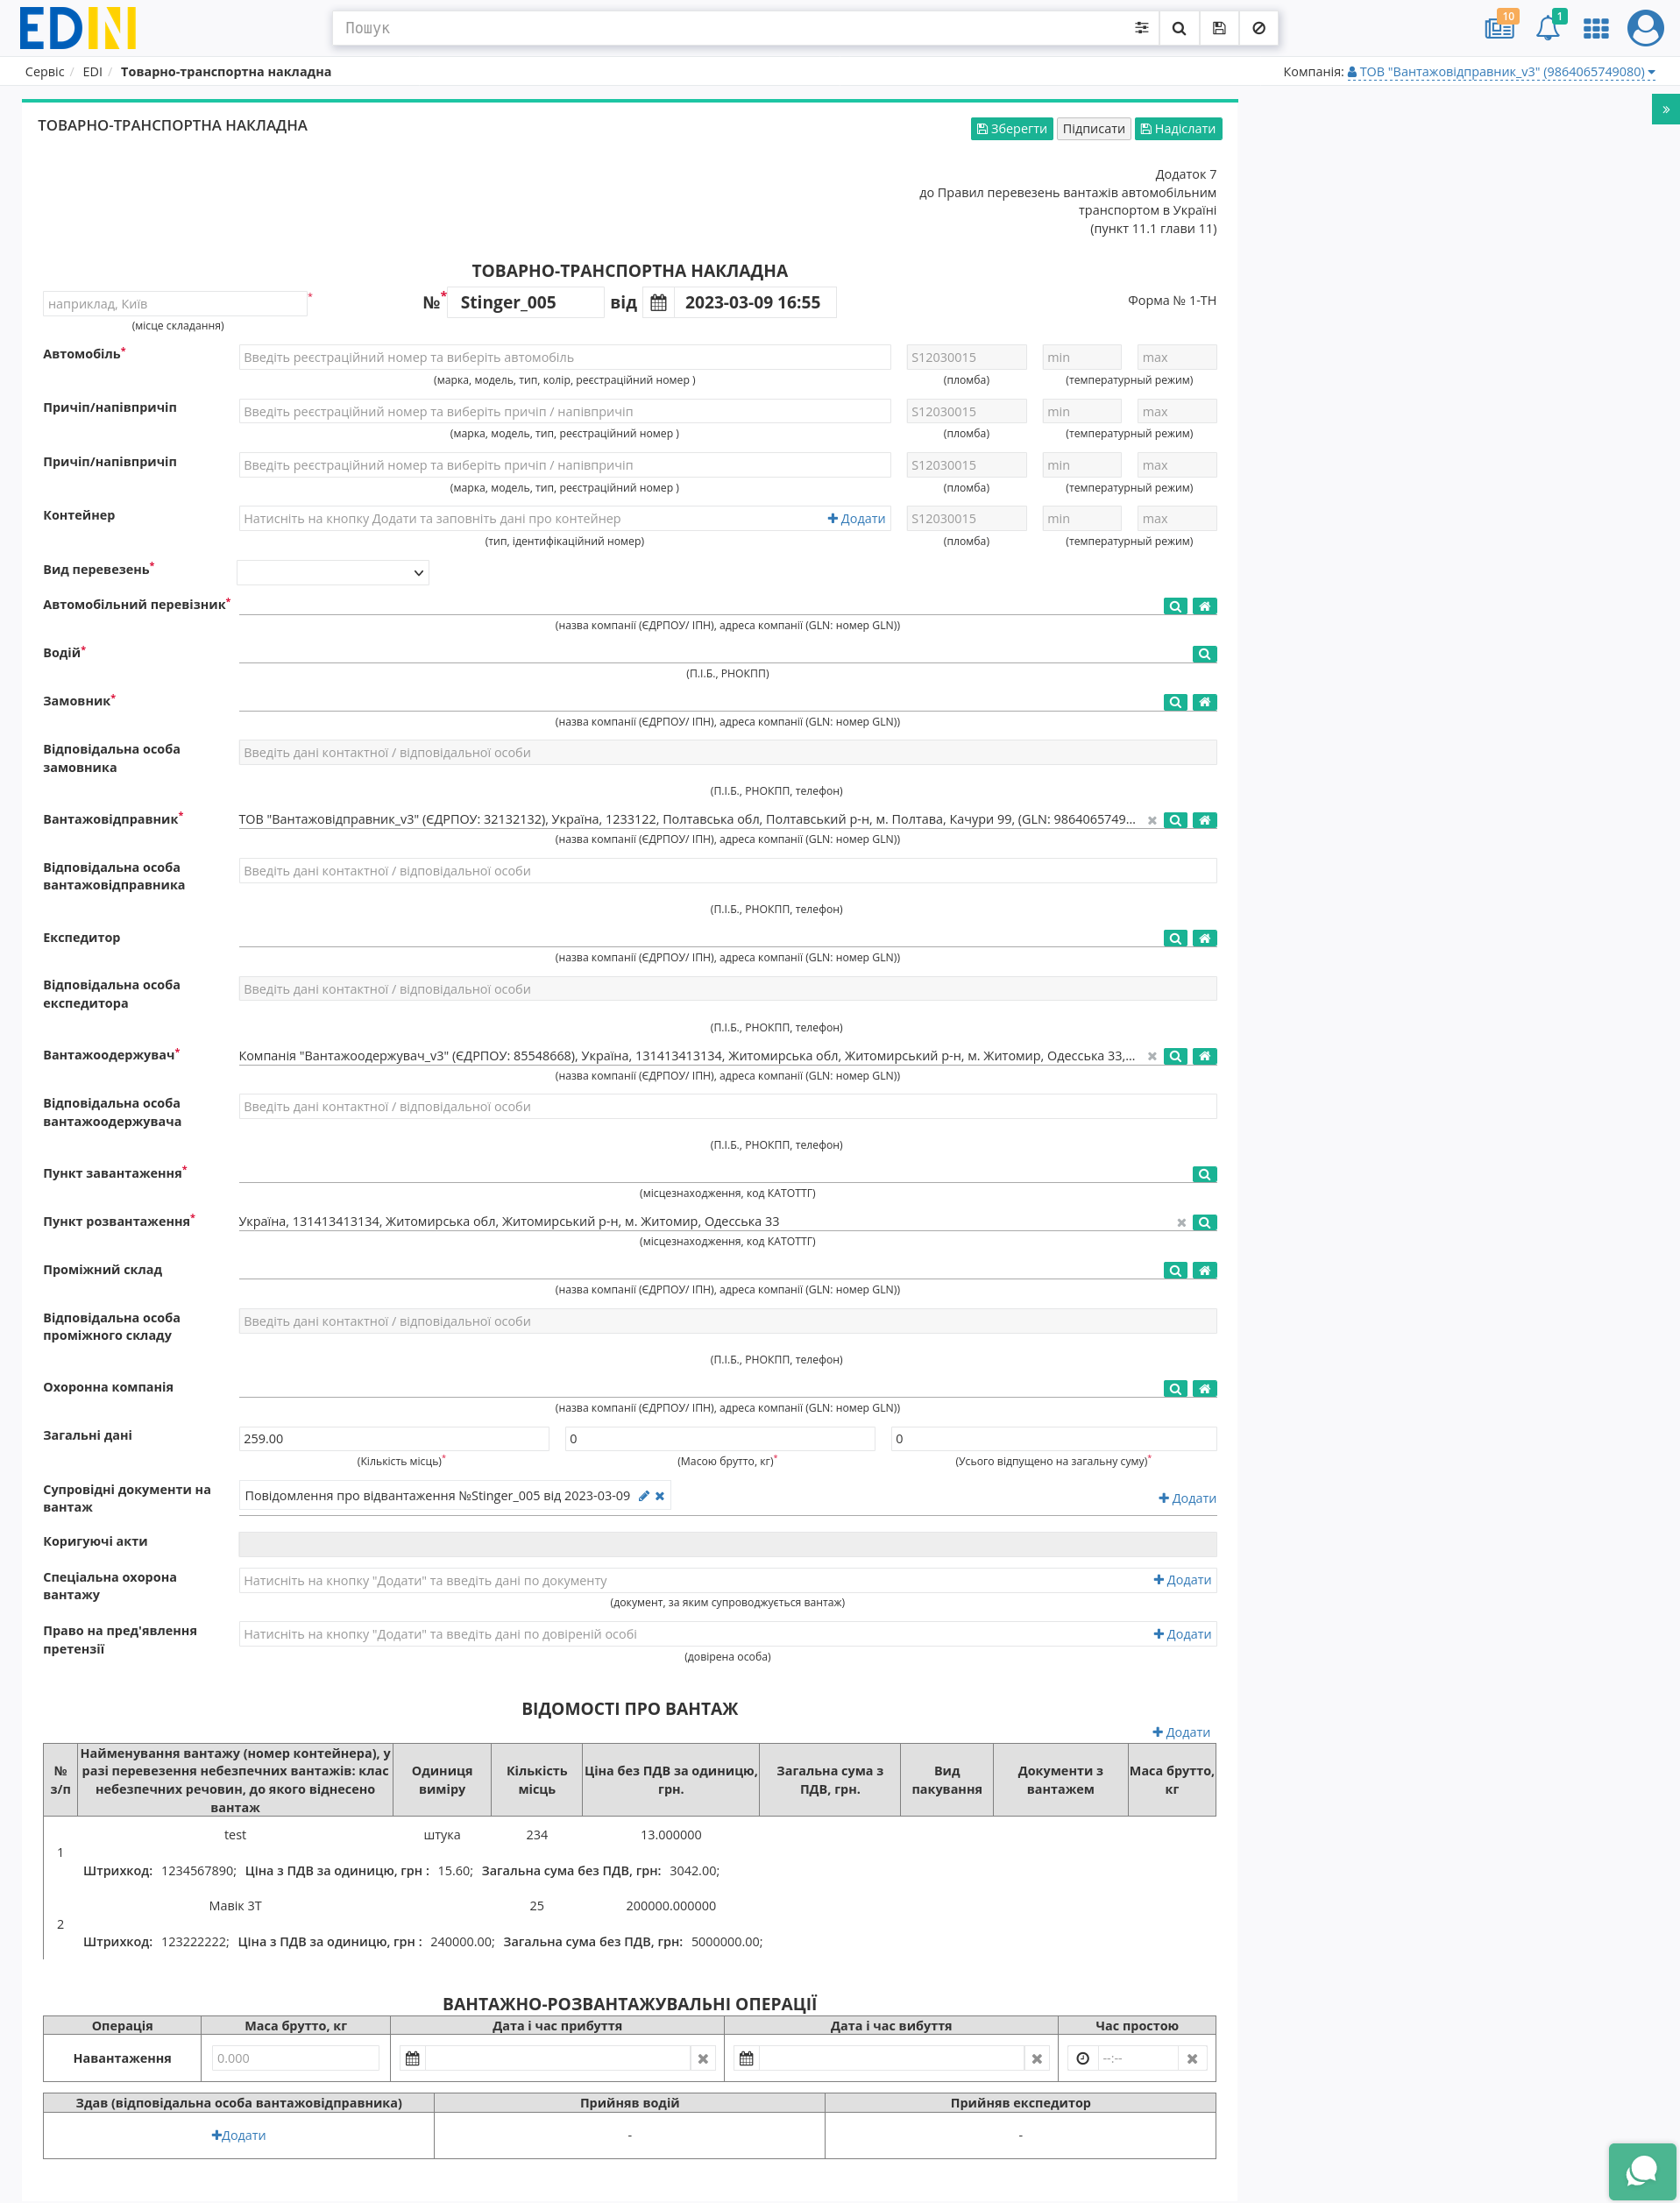 EDIN
Пошук
10
1
Сервіс / EDI / Товарно-транспортна накладна
Компанія: ТОВ "Вантажовідправник_v3" (9864065749080)
ТОВАРНО-ТРАНСПОРТНА НАКЛАДНА
Зберегти Підписати Надіслати
Додаток 7
до Правил перевезень вантажів автомобільним
транспортом в Україні
(пункт 11.1 глави 11)
ТОВАРНО-ТРАНСПОРТНА НАКЛАДНА
наприклад, Київ * №* Stinger_005 від 2023-03-09 16:55 Форма № 1-ТН
(місце складання)
Автомобіль* Введіть реєстраційний номер та виберіть автомобіль S12030015 min max
(марка, модель, тип, колір, реєстраційний номер ) (пломба) (температурный режим)
Причіп/напівпричіп Введіть реєстраційний номер та виберіть причіп / напівпричіп S12030015 min max
(марка, модель, тип, реєстраційний номер ) (пломба) (температурный режим)
Причіп/напівпричіп Введіть реєстраційний номер та виберіть причіп / напівпричіп S12030015 min max
(марка, модель, тип, реєстраційний номер ) (пломба) (температурный режим)
Контейнер Натисніть на кнопку Додати та заповніть дані про контейнер Додати S12030015 min max
(тип, ідентифікаційний номер) (пломба) (температурный режим)
Вид перевезень*
Автомобільний перевізник*
(назва компанії (ЄДРПОУ/ ІПН), адреса компанії (GLN: номер GLN))
Водій*
(П.І.Б., РНОКПП)
Замовник*
(назва компанії (ЄДРПОУ/ ІПН), адреса компанії (GLN: номер GLN))
Відповідальна особа
замовника
Введіть дані контактної / відповідальної особи
(П.І.Б., РНОКПП, телефон)
Вантажовідправник* ТОВ "Вантажовідправник_v3" (ЄДРПОУ: 32132132), Україна, 1233122, Полтавська обл, Полтавський р-н, м. Полтава, Качури 99, (GLN: 9864065749...
(назва компанії (ЄДРПОУ/ ІПН), адреса компанії (GLN: номер GLN))
Відповідальна особа
вантажовідправника
Введіть дані контактної / відповідальної особи
(П.І.Б., РНОКПП, телефон)
Експедитор
(назва компанії (ЄДРПОУ/ ІПН), адреса компанії (GLN: номер GLN))
Відповідальна особа
експедитора
Введіть дані контактної / відповідальної особи
(П.І.Б., РНОКПП, телефон)
Вантажоодержувач* Компанія "Вантажоодержувач_v3" (ЄДРПОУ: 85548668), Україна, 131413413134, Житомирська обл, Житомирський р-н, м. Житомир, Одесська 33,...
(назва компанії (ЄДРПОУ/ ІПН), адреса компанії (GLN: номер GLN))
Відповідальна особа
вантажоодержувача
Введіть дані контактної / відповідальної особи
(П.І.Б., РНОКПП, телефон)
Пункт завантаження*
(місцезнаходження, код КАТОТТГ)
Пункт розвантаження* Україна, 131413413134, Житомирська обл, Житомирський р-н, м. Житомир, Одесська 33
(місцезнаходження, код КАТОТТГ)
Проміжний склад
(назва компанії (ЄДРПОУ/ ІПН), адреса компанії (GLN: номер GLN))
Відповідальна особа
проміжного складу
Введіть дані контактної / відповідальної особи
(П.І.Б., РНОКПП, телефон)
Охоронна компанія
(назва компанії (ЄДРПОУ/ ІПН), адреса компанії (GLN: номер GLN))
Загальні дані 259.00 0 0
(Кількість місць)* (Масою брутто, кг)* (Усього відпущено на загальну суму)*
Супровідні документи на
вантаж
Повідомлення про відвантаження №Stinger_005 від 2023-03-09 Додати
Коригуючі акти
Спеціальна охорона
вантажу
Натисніть на кнопку "Додати" та введіть дані по документу Додати
(документ, за яким супроводжується вантаж)
Право на пред'явлення
претензії
Натисніть на кнопку "Додати" та введіть дані по довіреній особі Додати
(довірена особа)
ВІДОМОСТІ ПРО ВАНТАЖ
Додати
№ з/п
Найменування вантажу (номер контейнера), у
разі перевезення небезпечних вантажів: клас
небезпечних речовин, до якого віднесено
вантаж
Одиниця виміру
Кількість місць
Ціна без ПДВ за одиницю, грн.
Загальна сума з ПДВ, грн.
Вид пакування
Документи з вантажем
Маса брутто, кг
1 test штука 234 13.000000
Штрихкод: 1234567890; Ціна з ПДВ за одиницю, грн : 15.60; Загальна сума без ПДВ, грн: 3042.00;
2 Мавік 3Т 25 200000.000000
Штрихкод: 123222222; Ціна з ПДВ за одиницю, грн : 240000.00; Загальна сума без ПДВ, грн: 5000000.00;
ВАНТАЖНО-РОЗВАНТАЖУВАЛЬНІ ОПЕРАЦІЇ
Операція Маса брутто, кг Дата і час прибуття Дата і час вибуття Час простою
Навантаження 0.000 --:--
Здав (відповідальна особа вантажовідправника) Прийняв водій Прийняв експедитор
Додати - -